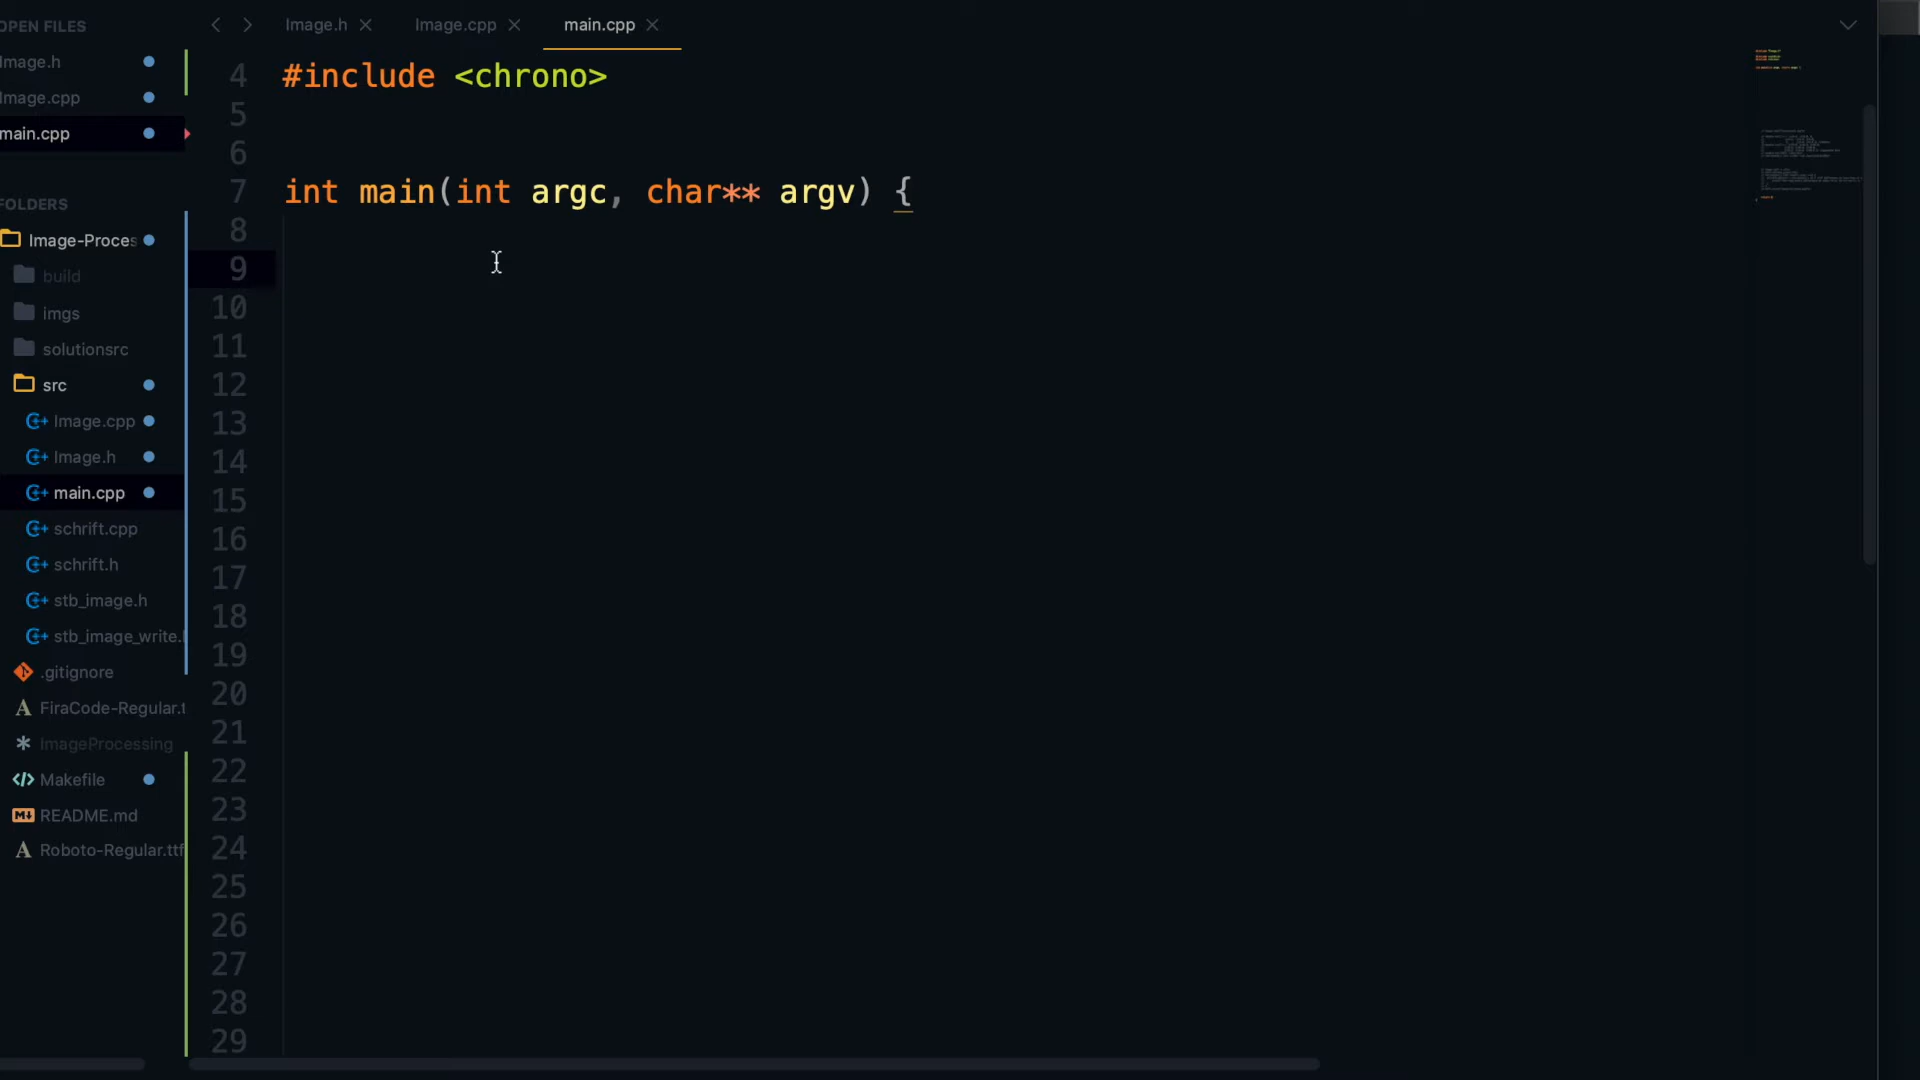 OPEN FILES
Image.h
Image.cpp
main.cpp
FOLDERS
Image-Proces
build
imgs
solutionsrc
src
Image.cpp
Image.h
main.cpp
schrift.cpp
schrift.h
stb_image.h
stb_image_write.
.gitignore
FiraCode-Regular.t
ImageProcessing
Makefile
README.md
Roboto-Regular.ttf
Image.h
Image.cpp
main.cpp
4 #include <chrono>
5
6
7 int main(int argc, char** argv) {
8
9
10
11
12
13
14
15
16
17
18
19
20
21
22
23
24
25
26
27
28
29